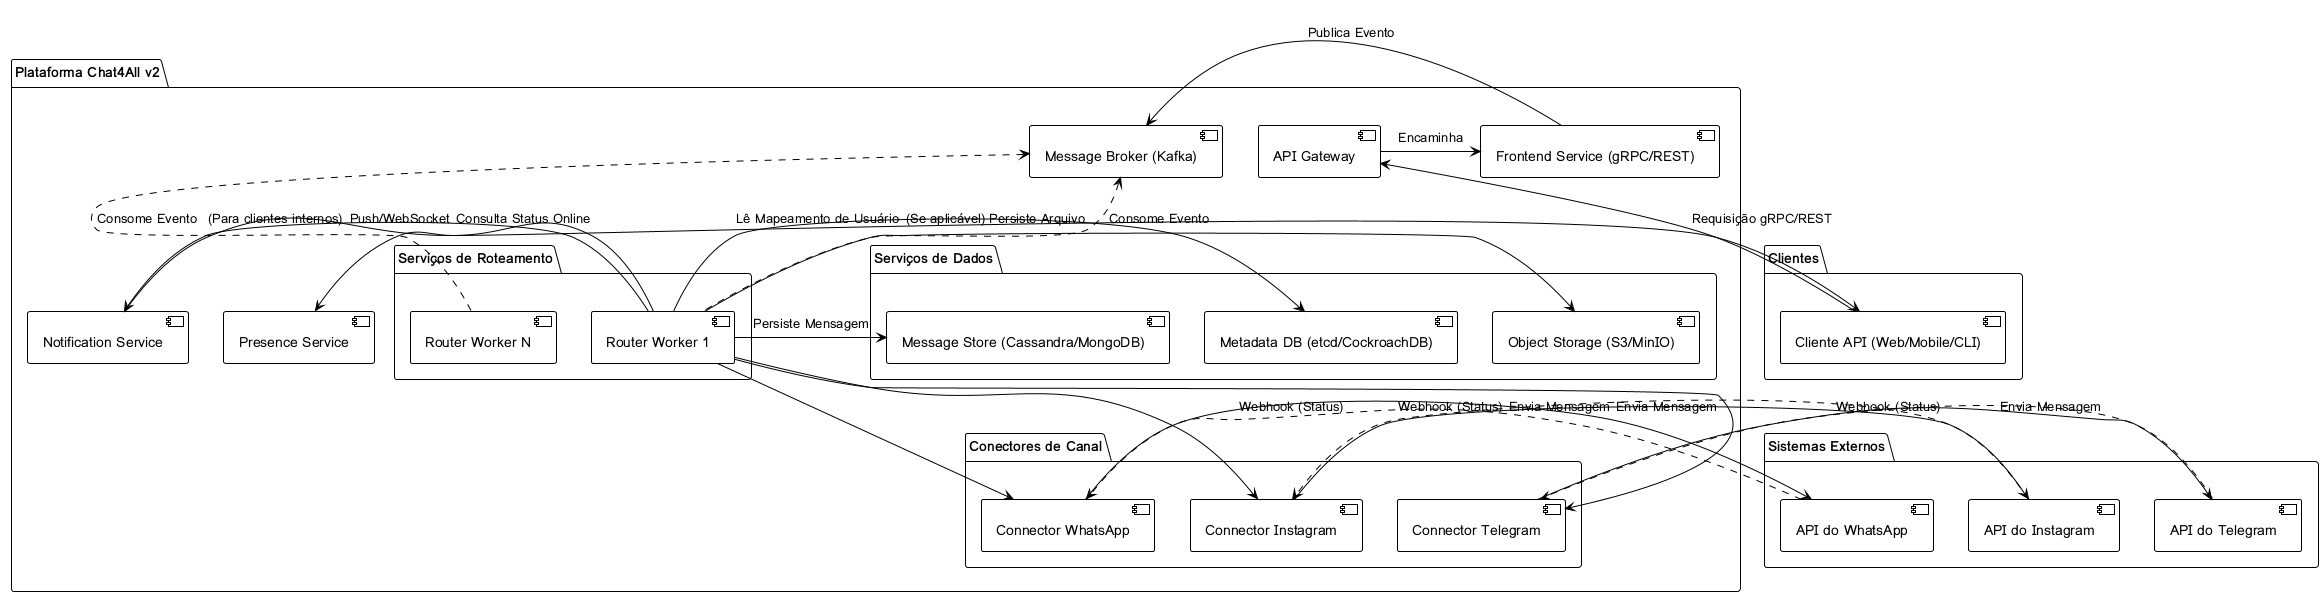 Publica Evento
Plataforma Chat4All v2
Message Broker (Kafka)
API Gateway
Encaminha
Frontend Service (gRPC/REST)
Consome Evento
(Para clientes internos)
Push/WebSocket
Consulta Status Online
Lê Mapeamento de Usuário
(Se aplicável) Persiste Arquivo
Consome Evento
Requisição gRPC/REST
Serviços de Roteamento
Serviços de Dados
Clientes
Notification Service
Presence Service
Router Worker N
Router Worker 1
Persiste Mensagem
Message Store (Cassandra/MongoDB)
Metadata DB (etcd/CockroachDB)
Object Storage (S3/MinIO)
Cliente API (Web/Mobile/CLI)
Webhook (Status)
Webhook (Status)
Envia Mensagem
Envia Mensagem
Webhook (Status)
Envia Mensagem
Conectores de Canal
Sistemas Externos
Connector WhatsApp
Connector Instagram
Connector Telegram
API do WhatsApp
API do Instagram
API do Telegram